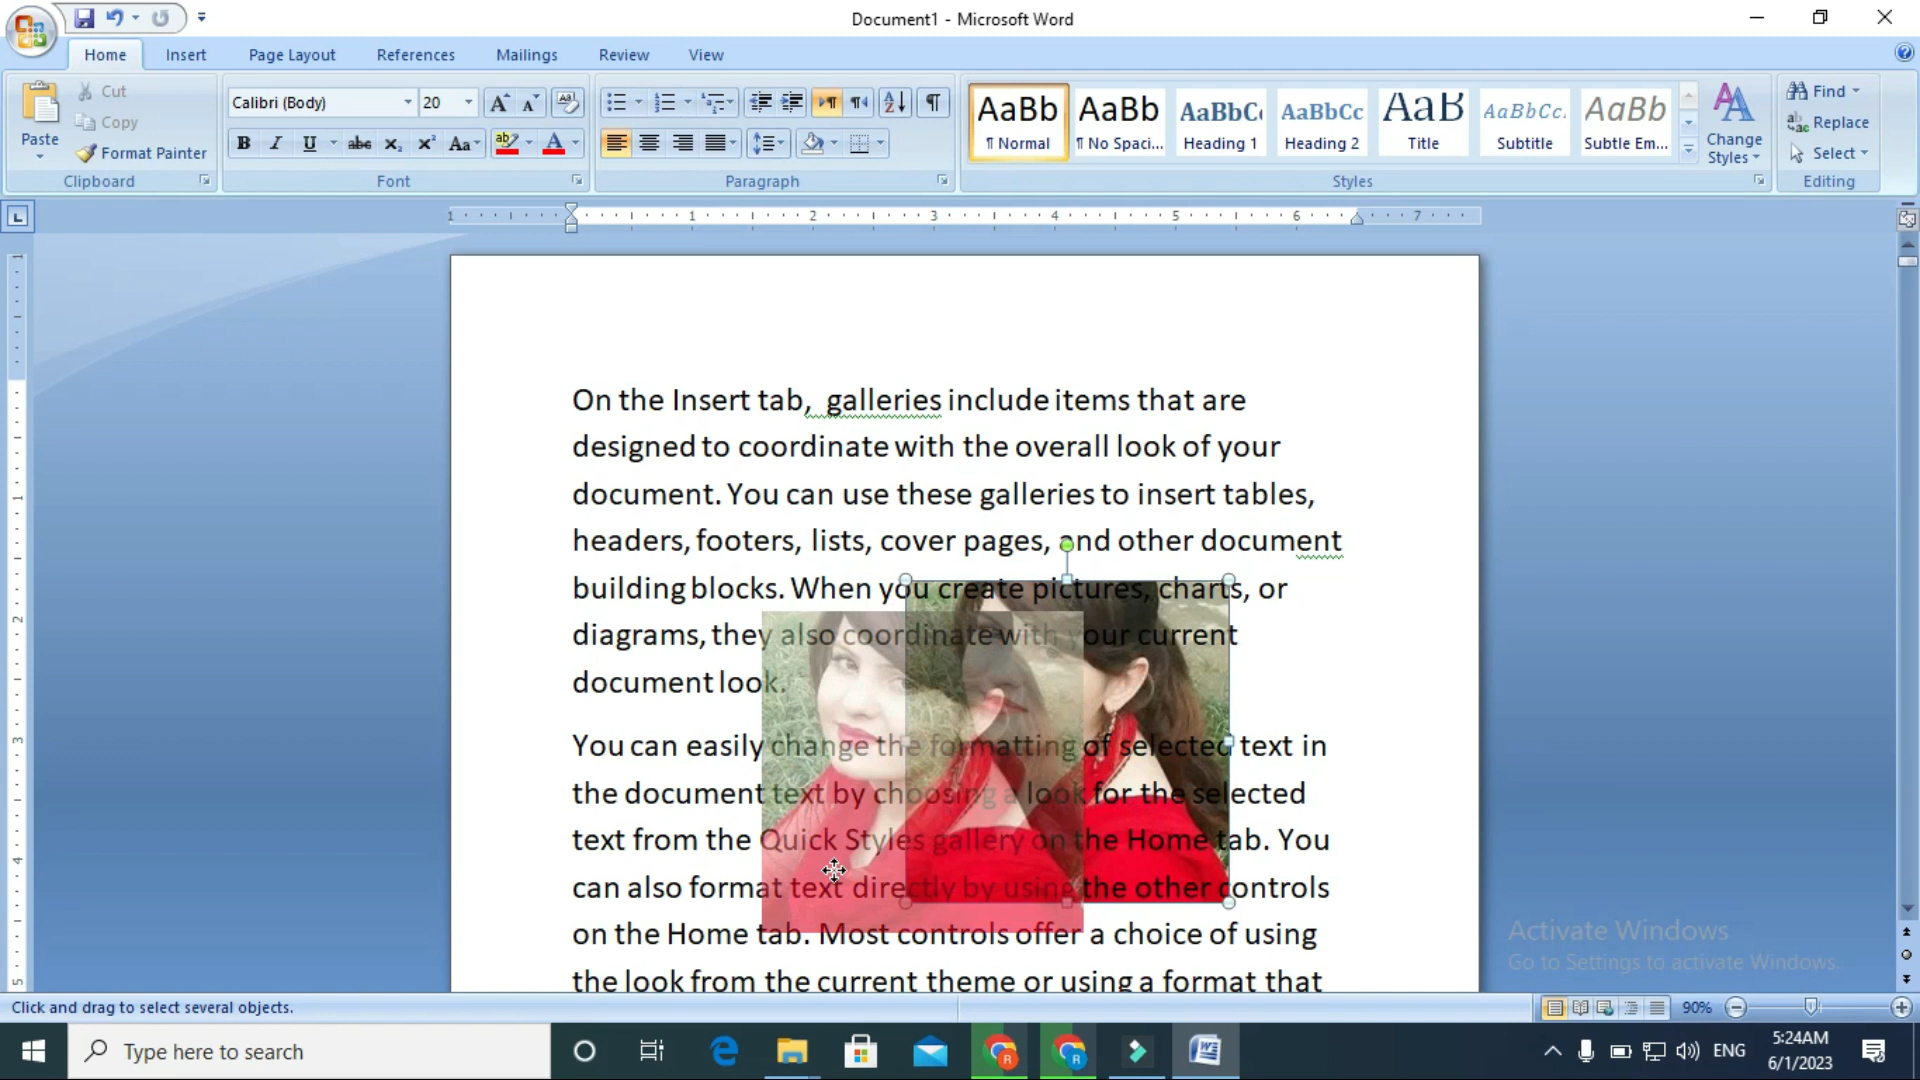 Document1 - Microsoft Word
Home Insert Page Layout References Mailings Review View
Paste
Cut
Copy
Format Painter
Clipboard
Calibri (Body) 20
Font
Paragraph
AaBb AaBb AaBbC AaBbCc AaB AaBbCc. AaBb
¶ Normal ¶ No Spaci... Heading 1 Heading 2 Title Subtitle Subtle Em...
Change Styles
Styles
Find
Replace
Select
Editing
1 1 2 3 4 5 6 7
On the Insert tab,  galleries include items that are
designed to coordinate with the overall look of your
document. You can use these galleries to insert tables,
headers, footers, lists, cover pages, and other document
building blocks. When you create pictures, charts, or
diagrams, they also coordinate with your current
document look.
You can easily change the formatting of selected text in
the document text by choosing a look for the selected
text from the Quick Styles gallery on the Home tab. You
can also format text directly by using the other controls
on the Home tab. Most controls offer a choice of using
the look from the current theme or using a format that
Activate Windows
Go to Settings to activate Windows.
Click and drag to select several objects.
90%
Type here to search
ENG
5:24AM
6/1/2023